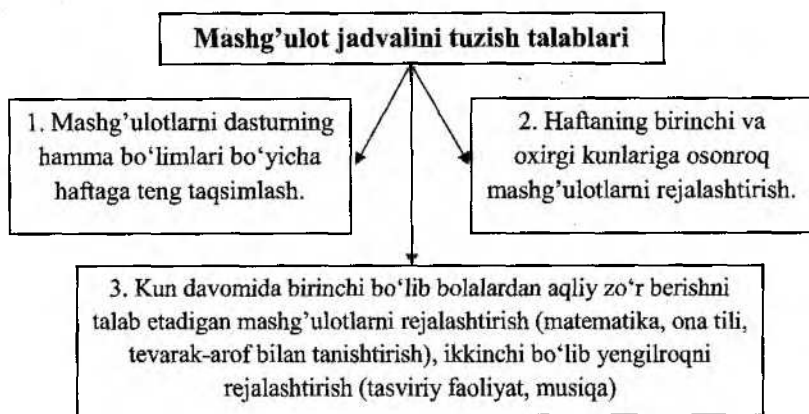 Mashg’ulot jadvalini tuzish talablari
1. Mashg’ulotlarni dasturning
hamma bo‘limlari bo‘yicha
haftaga teng taqsimlash.
2. Haftaning birinchi va
oxirgi kunlariga osonroq
mashg’ulotlarni rejalashtirish.
3. Kun davomida birinchi bo‘lib bolalardan aqliy zo‘r berishni
talab etadigan mashg’ulotlarni rejalashtirish (matematika, ona tili,
tevarak-arof bilan tanishtirish), ikkinchi bo‘lib yengilroqni
rejalashtirish (tasviriy faoliyat, musiqa)